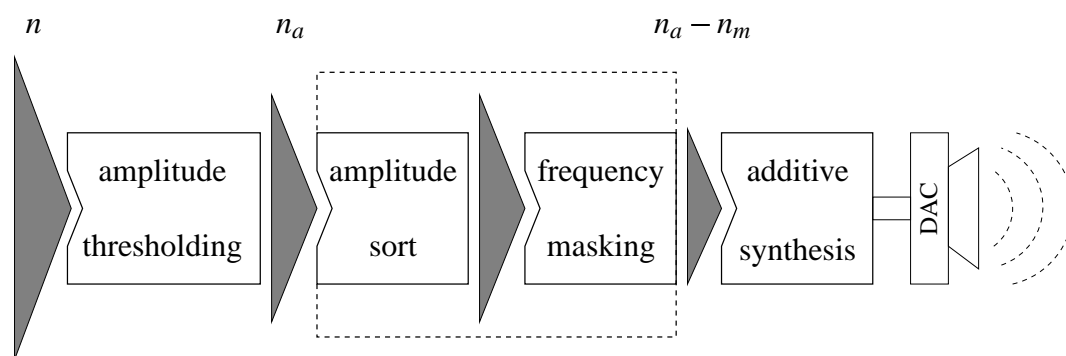 n
n_a
n_a − n_m
amplitude
thresholding
amplitude
sort
frequency
masking
additive
synthesis
DAC